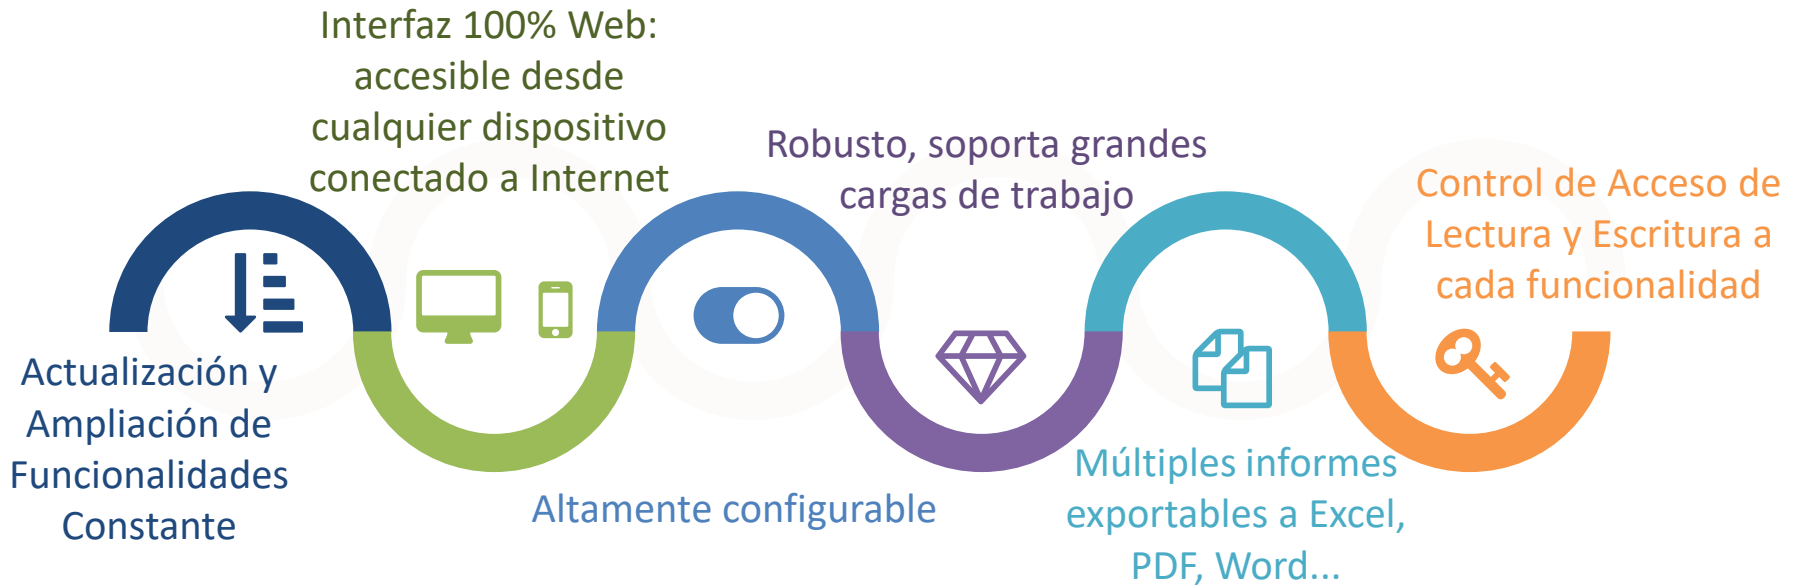 Interfaz 100% Web:
accesible desde
cualquier dispositivo
conectado a Internet
Robusto, soporta grandes
cargas de trabajo
Control de Acceso de
Lectura y Escritura a
cada funcionalidad
Actualización y
Ampliación de
Funcionalidades
Constante
Altamente configurable
Múltiples informes
exportables a Excel,
PDF, Word...